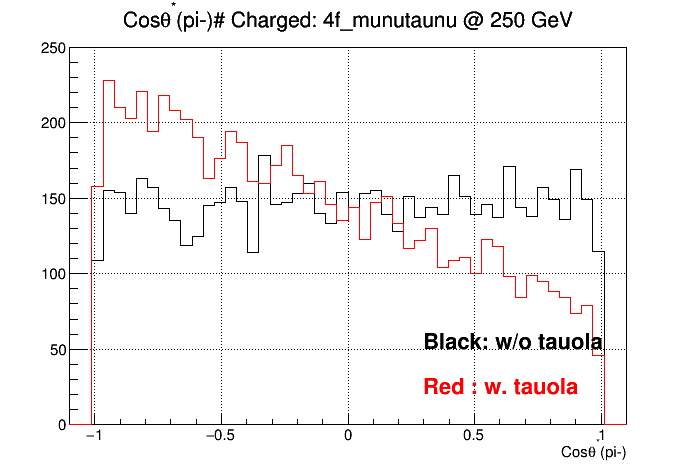 Cosθ*(pi-)# Charged: 4f_munutaunu @ 250 GeV
250
200
150
100
50
0
Black: w/o tauola
Red : w. tauola
−1 −0.5 0 0.5 1
Cosθ*(pi-)